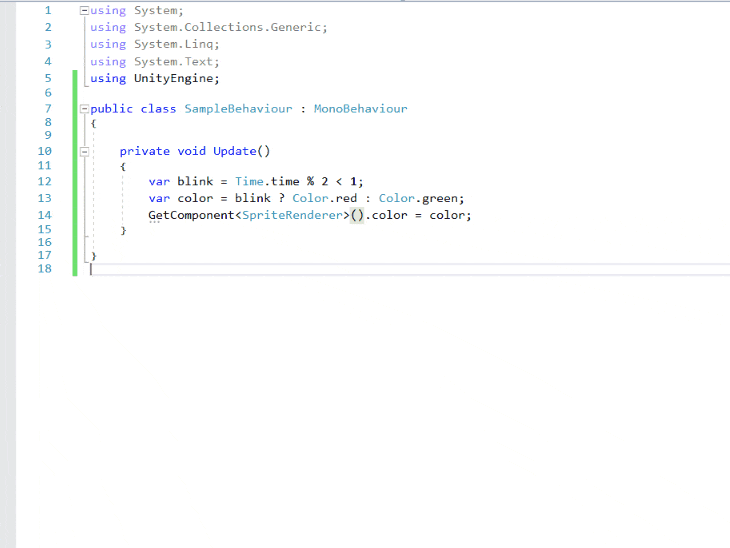 1 using System;
2 using System.Collections.Generic;
3 using System.Linq;
4 using System.Text;
5 using UnityEngine;
6
7 public class SampleBehaviour : MonoBehaviour
8 {
9
10 private void Update()
11 {
12 var blink = Time.time % 2 < 1;
13 var color = blink ? Color.red : Color.green;
14 GetComponent<SpriteRenderer>().color = color;
15 }
16
17 }
18